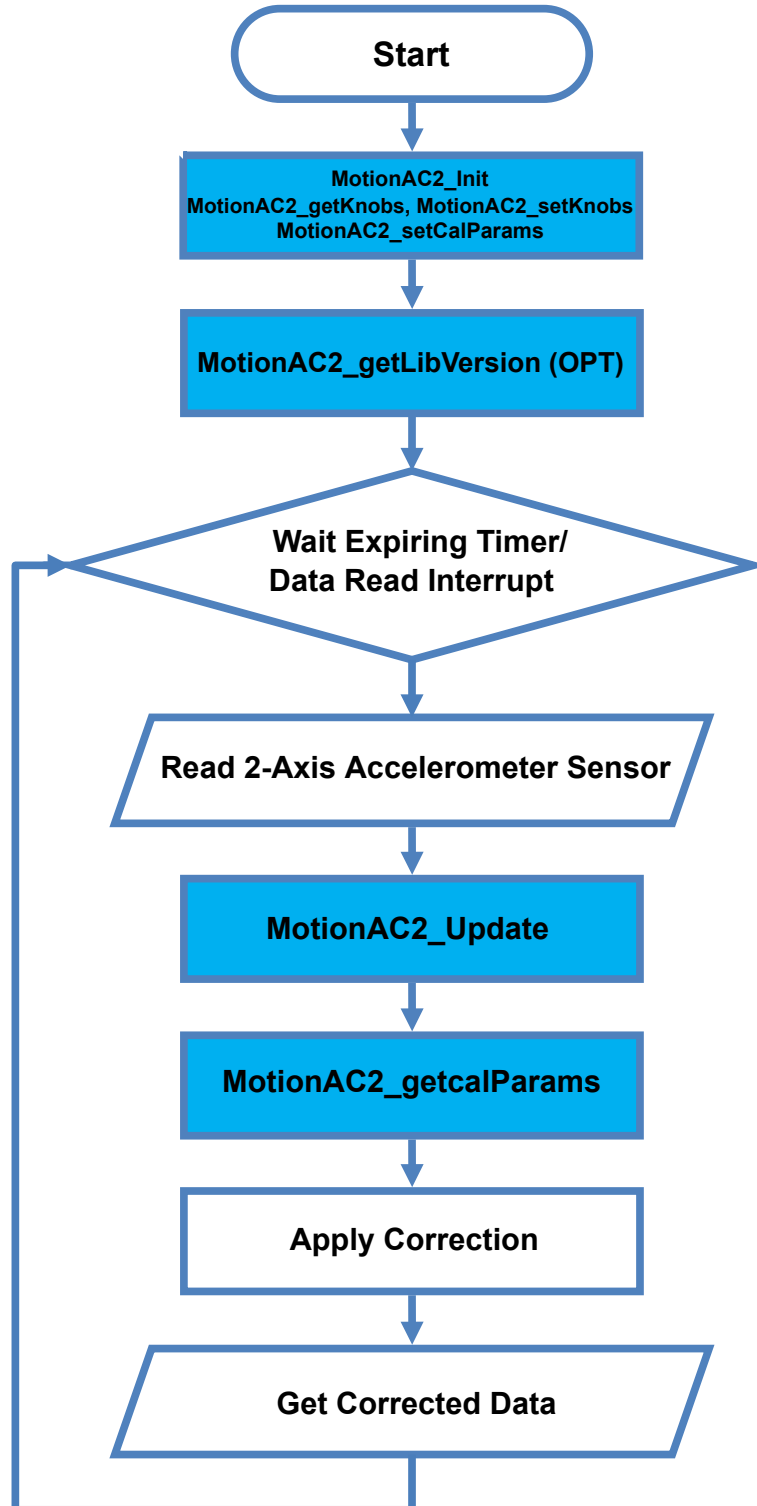 Start
MotionAC2_Init
MotionAC2_getKnobs, MotionAC2_setKnobs
MotionAC2_setCalParams
MotionAC2_getLibVersion (OPT)
Wait Expiring Timer/
Data Read Interrupt
Read 2-Axis Accelerometer Sensor
MotionAC2_Update
MotionAC2_getcalParams
Apply Correction
Get Corrected Data